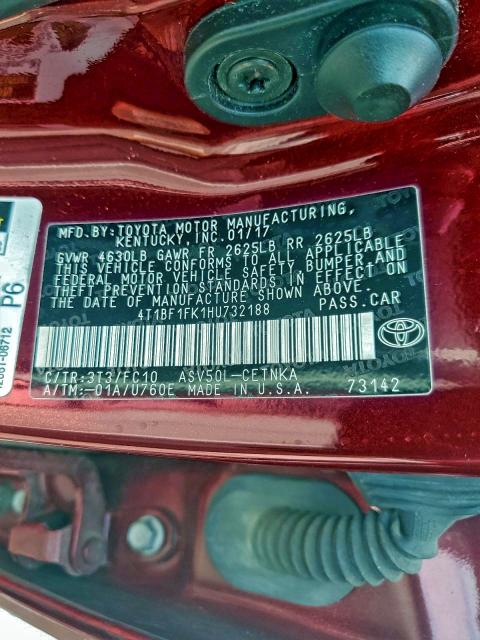 MFD.BY:TOYOTA MOTOR MANUFACTURING,
KENTUCKY, INC. 01/17
GVWR 4630LB GAWR FR 2625LB RR 2625LB
THIS VEHICLE CONFORMS TO ALL APPLICABLE
FEDERAL MOTOR VEHICLE SAFETY, BUMPER, AND
THEFT PREVENTION STANDARDS IN EFFECT ON
THE DATE OF MANUFACTURE SHOWN ABOVE.
4T1BF1FK1HU732188 PASS.CAR
C/TR:3T3/FC10 ASV50L-CETNKA
A/TM:-01A/U760E MADE IN U.S.A. 73142
P6
TOYOTA